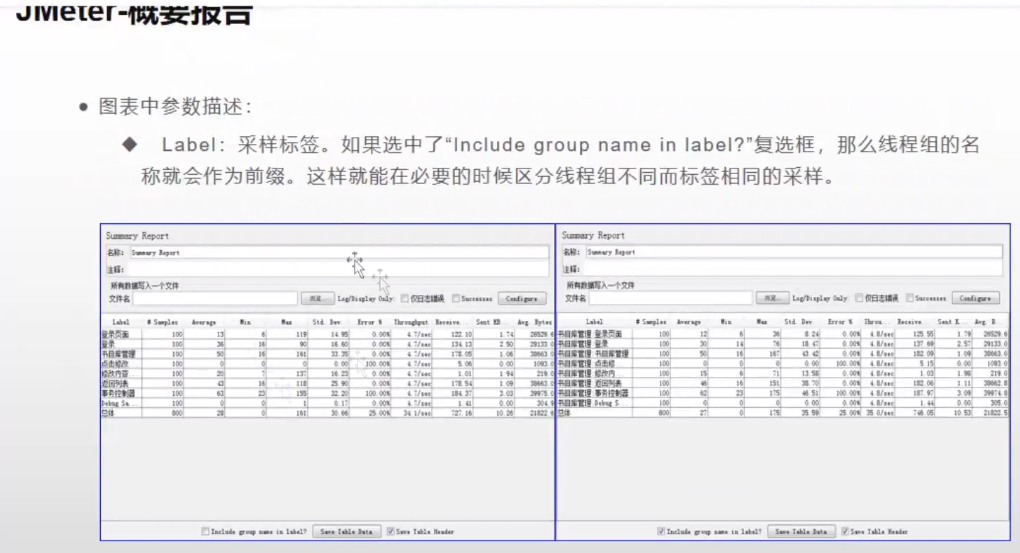 JMeter-概要报告
● 图表中参数描述：
◆ Label：采样标签。如果选中了“Include group name in label?”复选框，那么线程组的名
称就会作为前缀。这样就能在必要的时候区分线程组不同而标签相同的采样。
Summary Report
名称: Summary Report
注释:
所有数据写入一个文件
文件名 浏览... Log/Display Only: 仅日志错误 Successes Configure
Label # Samples Average Min Max Std. Dev Error % Throughput Receive... Sent KB... Avg. Bytes
登录页面 100 13 6 119 14.95 0.00% 4.7/sec 122.10 1.74
登录 100 36 16 90 16.60 0.00% 4.7/sec 134.13 2.50 29133.0
书目库管理 100 50 16 161 33.35 0.00% 4.7/sec 178.05 1.06 38663.0
点击修改... 100 0 0 0 0.00 100.00% 4.7/sec 5.06 0.00 1093.0
修改内容... 100 20 7 137 16.23 0.00% 4.7/sec 1.01 1.94 219.0
返回列表 100 43 16 118 25.90 0.00% 4.7/sec 178.54 1.09
事务控制器 100 63 23 155 32.20 100.00% 4.7/sec 184.37 3.03 39975.0
Debug Sa... 100 0 0 1 0.17 0.00% 4.7/sec 1.41 0.00 304.9
总体 800 28 0 161 30.66 25.00% 34.1/sec 727.16 10.26 21822.6
Include group name in label? Save Table Data Save Table Header
Summary Report
名称: Summary Report
注释:
所有数据写入一个文件
文件名 浏览... Log/Display Only: 仅日志错误 Successes Configure
Label # Samples Average Min Max Std. Dev Error % Throu... Receive... Sent K... Avg. B...
书目库管理 登录页面 100 12 6 36 8.24 0.00% 4.8/sec 125.55 1.79
书目库管理 登录 100 30 14 76 18.47 0.00% 4.8/sec 137.69 2.57 29133.0
书目库管理 书目库管理 100 50 16 167 43.42 0.00% 4.8/sec 182.09 1.09 38663.0
书目库管理 点击修... 100 0 0 0 0.00 100.00% 4.8/sec 5.15 0.00 1093.0
书目库管理 修改内... 100 15 6 71 13.58 0.00% 4.8/sec 1.03 1.98 219.0
书目库管理 返回列表 100 46 16 151 38.70 0.00% 4.8/sec 182.06 1.11 38662.8
书目库管理 事务控制器 100 62 23 175 46.51 100.00% 4.8/sec 187.97 3.09 39974.8
书目库管理 Debug S... 100 0 0 0 0.00 0.00% 4.8/sec 1.44 0.00 305.0
总体 800 27 0 175 35.59 25.00% 35.0/sec 746.05 10.53 21822.5
Include group name in label? Save Table Data Save Table Header